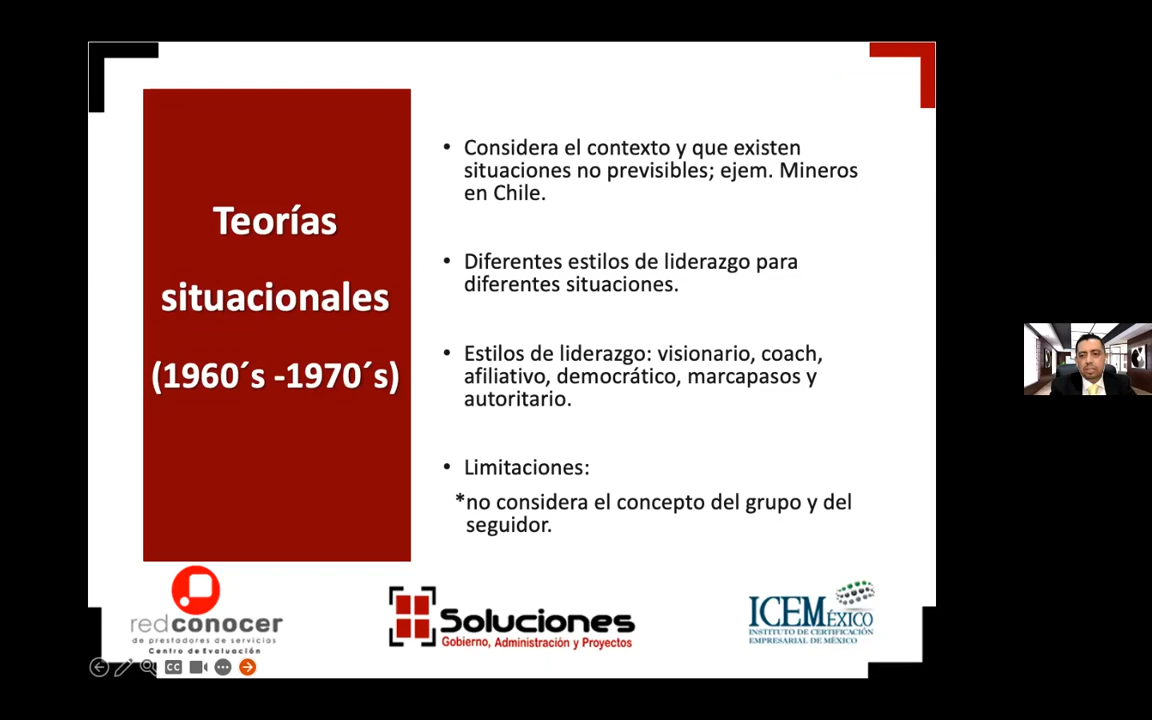 Teorías
situacionales
(1960´s -1970´s)
• Considera el contexto y que existen
situaciones no previsibles; ejem. Mineros
en Chile.
• Diferentes estilos de liderazgo para
diferentes situaciones.
• Estilos de liderazgo: visionario, coach,
afiliativo, democrático, marcapasos y
autoritario.
• Limitaciones:
*no considera el concepto del grupo y del
seguidor.
redconocer
de prestadores de servicios
Centro de Evaluación
Soluciones
Gobierno, Administración y Proyectos
ICEMÉXICO
INSTITUTO DE CERTIFICACIÓN
EMPRESARIAL DE MÉXICO
CC